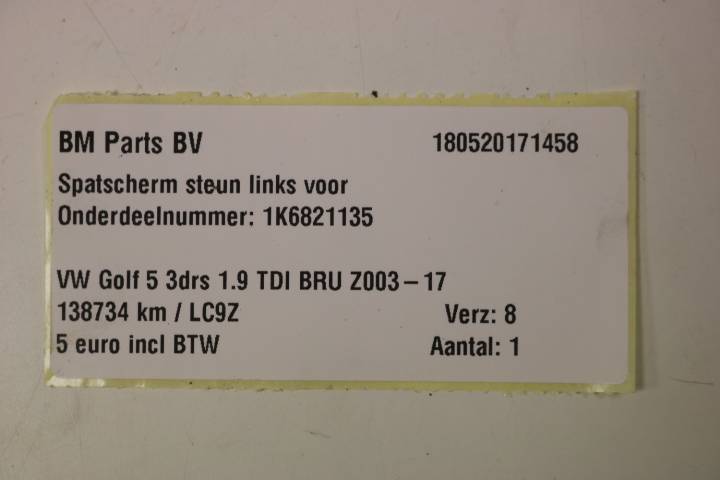 BM Parts BV 180520171458
Spatscherm steun links voor
Onderdeelnummer: 1K6821135
VW Golf 5 3drs 1.9 TDI BRU Z003-17
138734 km / LC9Z Verz: 8
5 euro incl BTW Aantal: 1